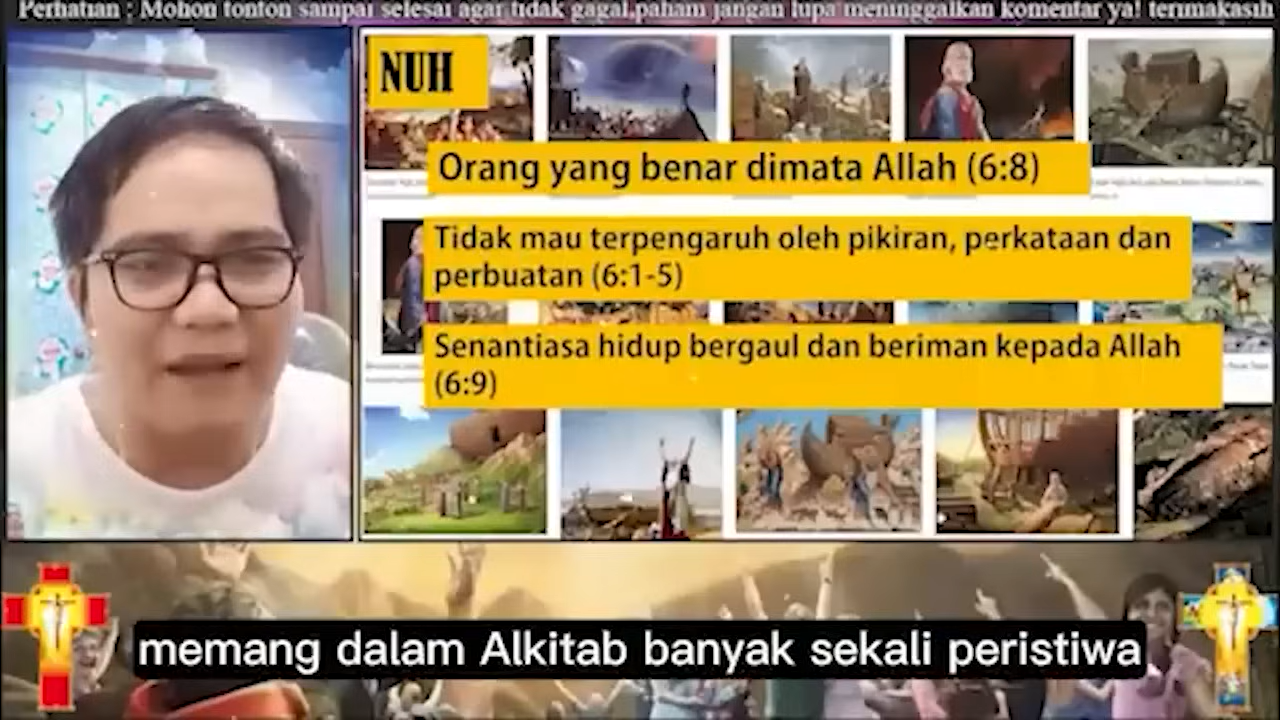 Perhatian : Mohon tonton sampai selesai agar tidak gagal,paham jangan lupa meninggalkan komentar ya! terimakasih
NUH
Orang yang benar dimata Allah (6:8)
Tidak mau terpengaruh oleh pikiran, perkataan dan
perbuatan (6:1-5)
Senantiasa hidup bergaul dan beriman kepada Allah
(6:9)
memang dalam Alkitab banyak sekali peristiwa